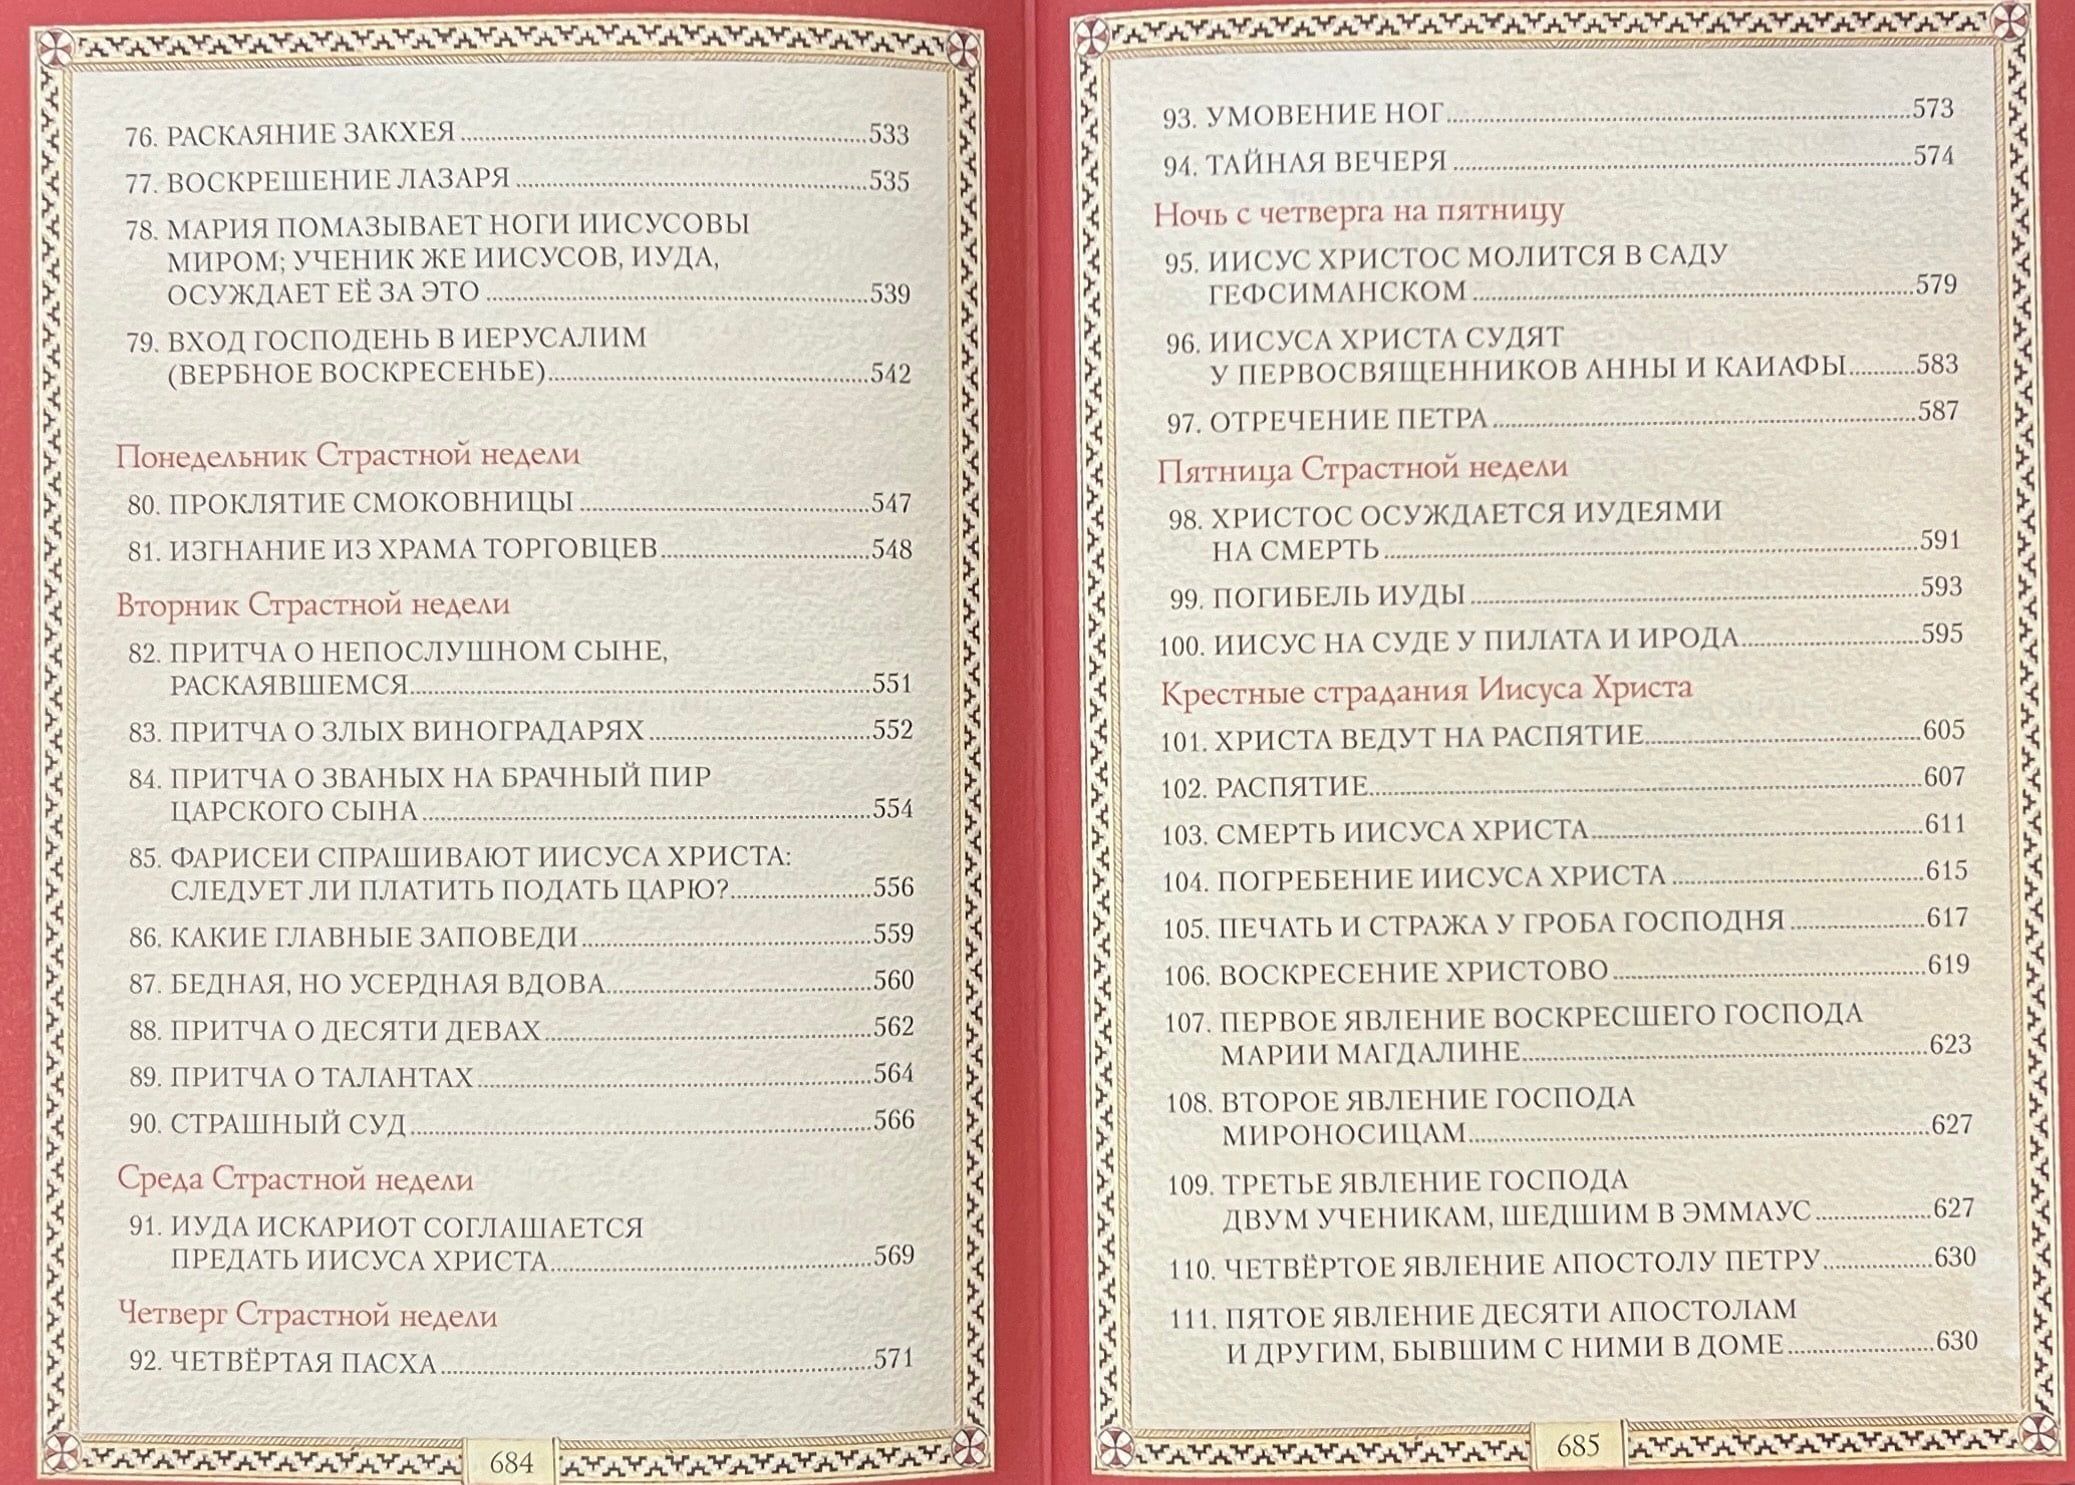 76. РАСКАЯНИЕ ЗАКХЕЯ..........533
77. ВОСКРЕШЕНИЕ ЛАЗАРЯ..........535
78. МАРИЯ ПОМАЗЫВАЕТ НОГИ ИИСУСОВЫ
МИРОМ; УЧЕНИК ЖЕ ИИСУСОВ, ИУДА,
ОСУЖДАЕТ ЕЁ ЗА ЭТО..........539
79. ВХОД ГОСПОДЕНЬ В ИЕРУСАЛИМ
(ВЕРБНОЕ ВОСКРЕСЕНЬЕ)..........542
Понедельник Страстной недели
80. ПРОКЛЯТИЕ СМОКОВНИЦЫ..........547
81. ИЗГНАНИЕ ИЗ ХРАМА ТОРГОВЦЕВ..........548
Вторник Страстной недели
82. ПРИТЧА О НЕПОСЛУШНОМ СЫНЕ,
РАСКАЯВШЕМСЯ..........551
83. ПРИТЧА О ЗЛЫХ ВИНОГРАДАРЯХ..........552
84. ПРИТЧА О ЗВАНЫХ НА БРАЧНЫЙ ПИР
ЦАРСКОГО СЫНА..........554
85. ФАРИСЕИ СПРАШИВАЮТ ИИСУСА ХРИСТА:
СЛЕДУЕТ ЛИ ПЛАТИТЬ ПОДАТЬ ЦАРЮ?..........556
86. КАКИЕ ГЛАВНЫЕ ЗАПОВЕДИ..........559
87. БЕДНАЯ, НО УСЕРДНАЯ ВДОВА..........560
88. ПРИТЧА О ДЕСЯТИ ДЕВАХ..........562
89. ПРИТЧА О ТАЛАНТАХ..........564
90. СТРАШНЫЙ СУД..........566
Среда Страстной недели
91. ИУДА ИСКАРИОТ СОГЛАШАЕТСЯ
ПРЕДАТЬ ИИСУСА ХРИСТА..........569
Четверг Страстной недели
92. ЧЕТВЁРТАЯ ПАСХА..........571
684
93. УМОВЕНИЕ НОГ..........573
94. ТАЙНАЯ ВЕЧЕРЯ..........574
Ночь с четверга на пятницу
95. ИИСУС ХРИСТОС МОЛИТСЯ В САДУ
ГЕФСИМАНСКОМ..........579
96. ИИСУСА ХРИСТА СУДЯТ
У ПЕРВОСВЯЩЕННИКОВ АННЫ И КАИАФЫ..........583
97. ОТРЕЧЕНИЕ ПЕТРА..........587
Пятница Страстной недели
98. ХРИСТОС ОСУЖДАЕТСЯ ИУДЕЯМИ
НА СМЕРТЬ..........591
99. ПОГИБЕЛЬ ИУДЫ..........593
100. ИИСУС НА СУДЕ У ПИЛАТА И ИРОДА..........595
Крестные страдания Иисуса Христа
101. ХРИСТА ВЕДУТ НА РАСПЯТИЕ..........605
102. РАСПЯТИЕ..........607
103. СМЕРТЬ ИИСУСА ХРИСТА..........611
104. ПОГРЕБЕНИЕ ИИСУСА ХРИСТА..........615
105. ПЕЧАТЬ И СТРАЖА У ГРОБА ГОСПОДНЯ..........617
106. ВОСКРЕСЕНИЕ ХРИСТОВО..........619
107. ПЕРВОЕ ЯВЛЕНИЕ ВОСКРЕСШЕГО ГОСПОДА
МАРИИ МАГДАЛИНЕ..........623
108. ВТОРОЕ ЯВЛЕНИЕ ГОСПОДА
МИРОНОСИЦАМ..........627
109. ТРЕТЬЕ ЯВЛЕНИЕ ГОСПОДА
ДВУМ УЧЕНИКАМ, ШЕДШИМ В ЭММАУС..........627
110. ЧЕТВЁРТОЕ ЯВЛЕНИЕ АПОСТОЛУ ПЕТРУ..........630
111. ПЯТОЕ ЯВЛЕНИЕ ДЕСЯТИ АПОСТОЛАМ
И ДРУГИМ, БЫВШИМ С НИМИ В ДОМЕ..........630
685